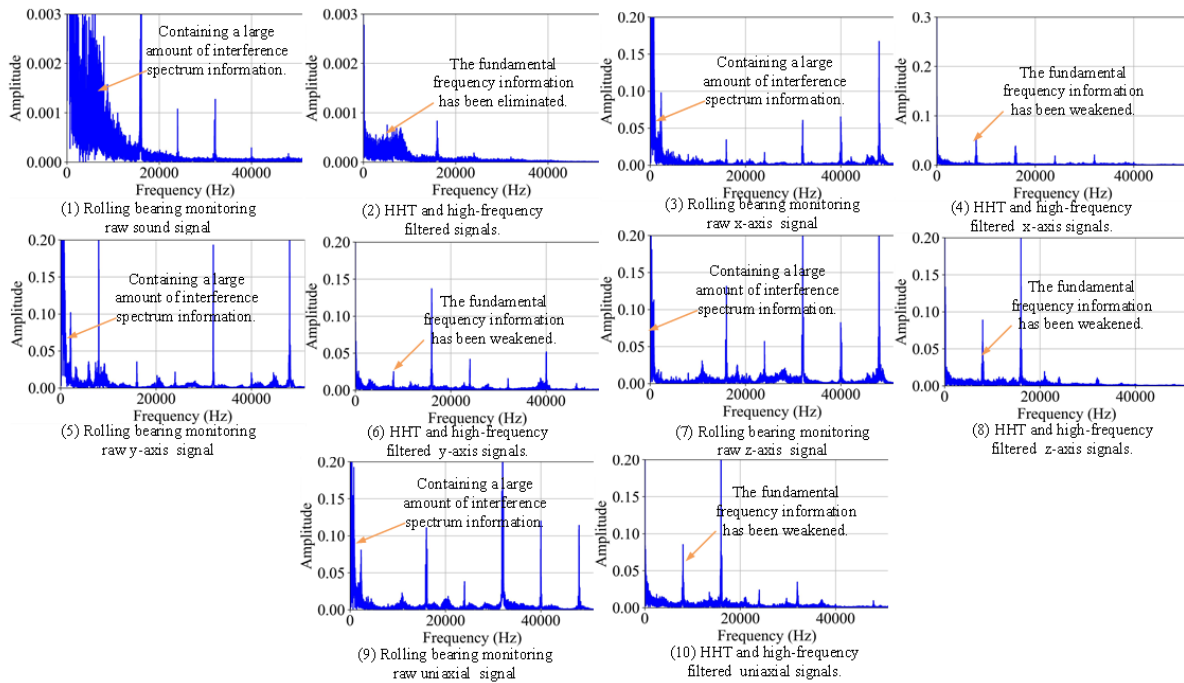 0.003
0.002
0.001
0.000
Amplitude
Containing a large
amount of interference
spectrum information.
0 20000 40000
Frequency (Hz)
(1) Rolling bearing monitoring
raw sound signal
0.003
0.002
0.001
0.000
Amplitude
The fundamental
frequency information
has been eliminated.
0 20000 40000
Frequency (Hz)
(2) HHT and high-frequency
filtered signals.
0.20
0.15
0.10
0.05
0.00
Amplitude
Containing a large
amount of interference
spectrum information.
0 20000 40000
Frequency (Hz)
(3) Rolling bearing monitoring
raw x-axis signal
0.3
0.2
0.1
0.0
Amplitude
The fundamental
frequency information
has been weakened.
0 20000 40000
Frequency (Hz)
(4) HHT and high-frequency
filtered x-axis signals.
0.20
0.15
0.10
0.05
0.00
Amplitude
Containing a large
amount of interference
spectrum information.
0 20000 40000
Frequency (Hz)
(5) Rolling bearing monitoring
raw y-axis signal
0.20
0.15
0.10
0.05
0.00
Amplitude
The fundamental
frequency information
has been weakened.
0 20000 40000
Frequency (Hz)
(6) HHT and high-frequency
filtered y-axis signals.
0.20
0.15
0.10
0.05
0.00
Amplitude
Containing a large
amount of interference
spectrum information.
0 20000 40000
Frequency (Hz)
(7) Rolling bearing monitoring
raw z-axis signal
0.20
0.15
0.10
0.05
0.00
Amplitude
The fundamental
frequency information
has been weakened.
0 20000 40000
Frequency (Hz)
(8) HHT and high-frequency
filtered z-axis signals.
0.20
0.15
0.10
0.05
0.00
Amplitude
Containing a large
amount of interference
spectrum information.
0 20000 40000
Frequency (Hz)
(9) Rolling bearing monitoring
raw uniaxial signal
0.20
0.15
0.10
0.05
0.00
Amplitude
The fundamental
frequency information
has been weakened.
0 20000 40000
Frequency (Hz)
(10) HHT and high-frequency
filtered uniaxial signals.